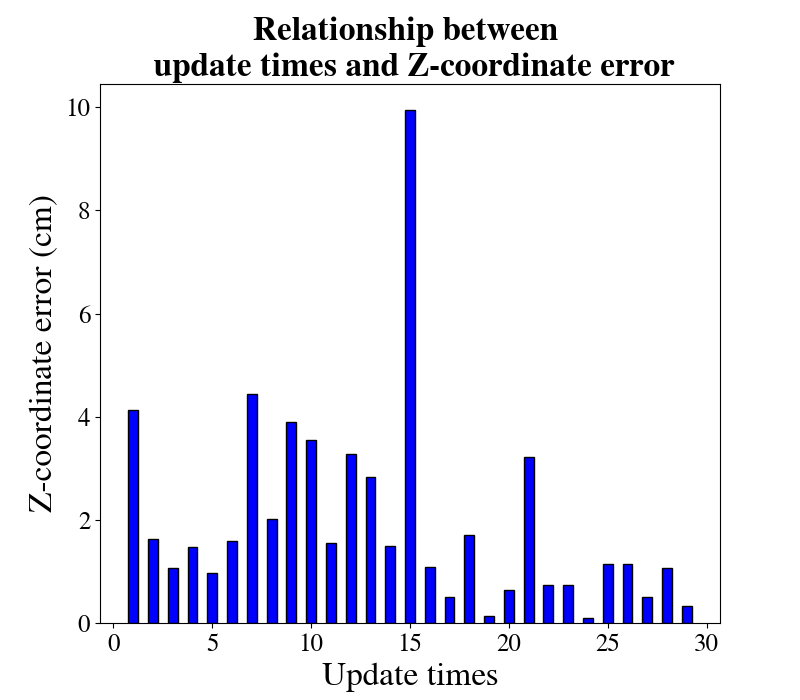 Relationship between
update times and Z-coordinate error
Z-coordinate error (cm)
10
8
6
4
2
0
0 5 10 15 20 25 30
Update times